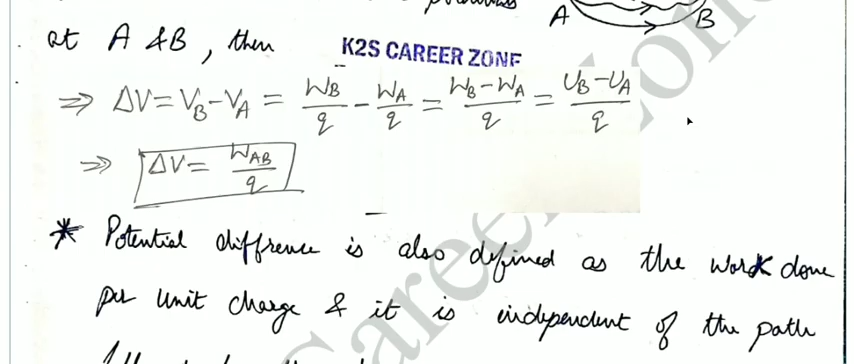 A B
at A & B, then
K2S CAREER ZONE
⇒ ΔV = V_B - V_A = W_B/q - W_A/q = W_B - W_A/q = U_B - U_A/q
⇒ ΔV = W_AB/q
* Potential diffrence is also defined as the work done
per unit charge & it is independent of the path